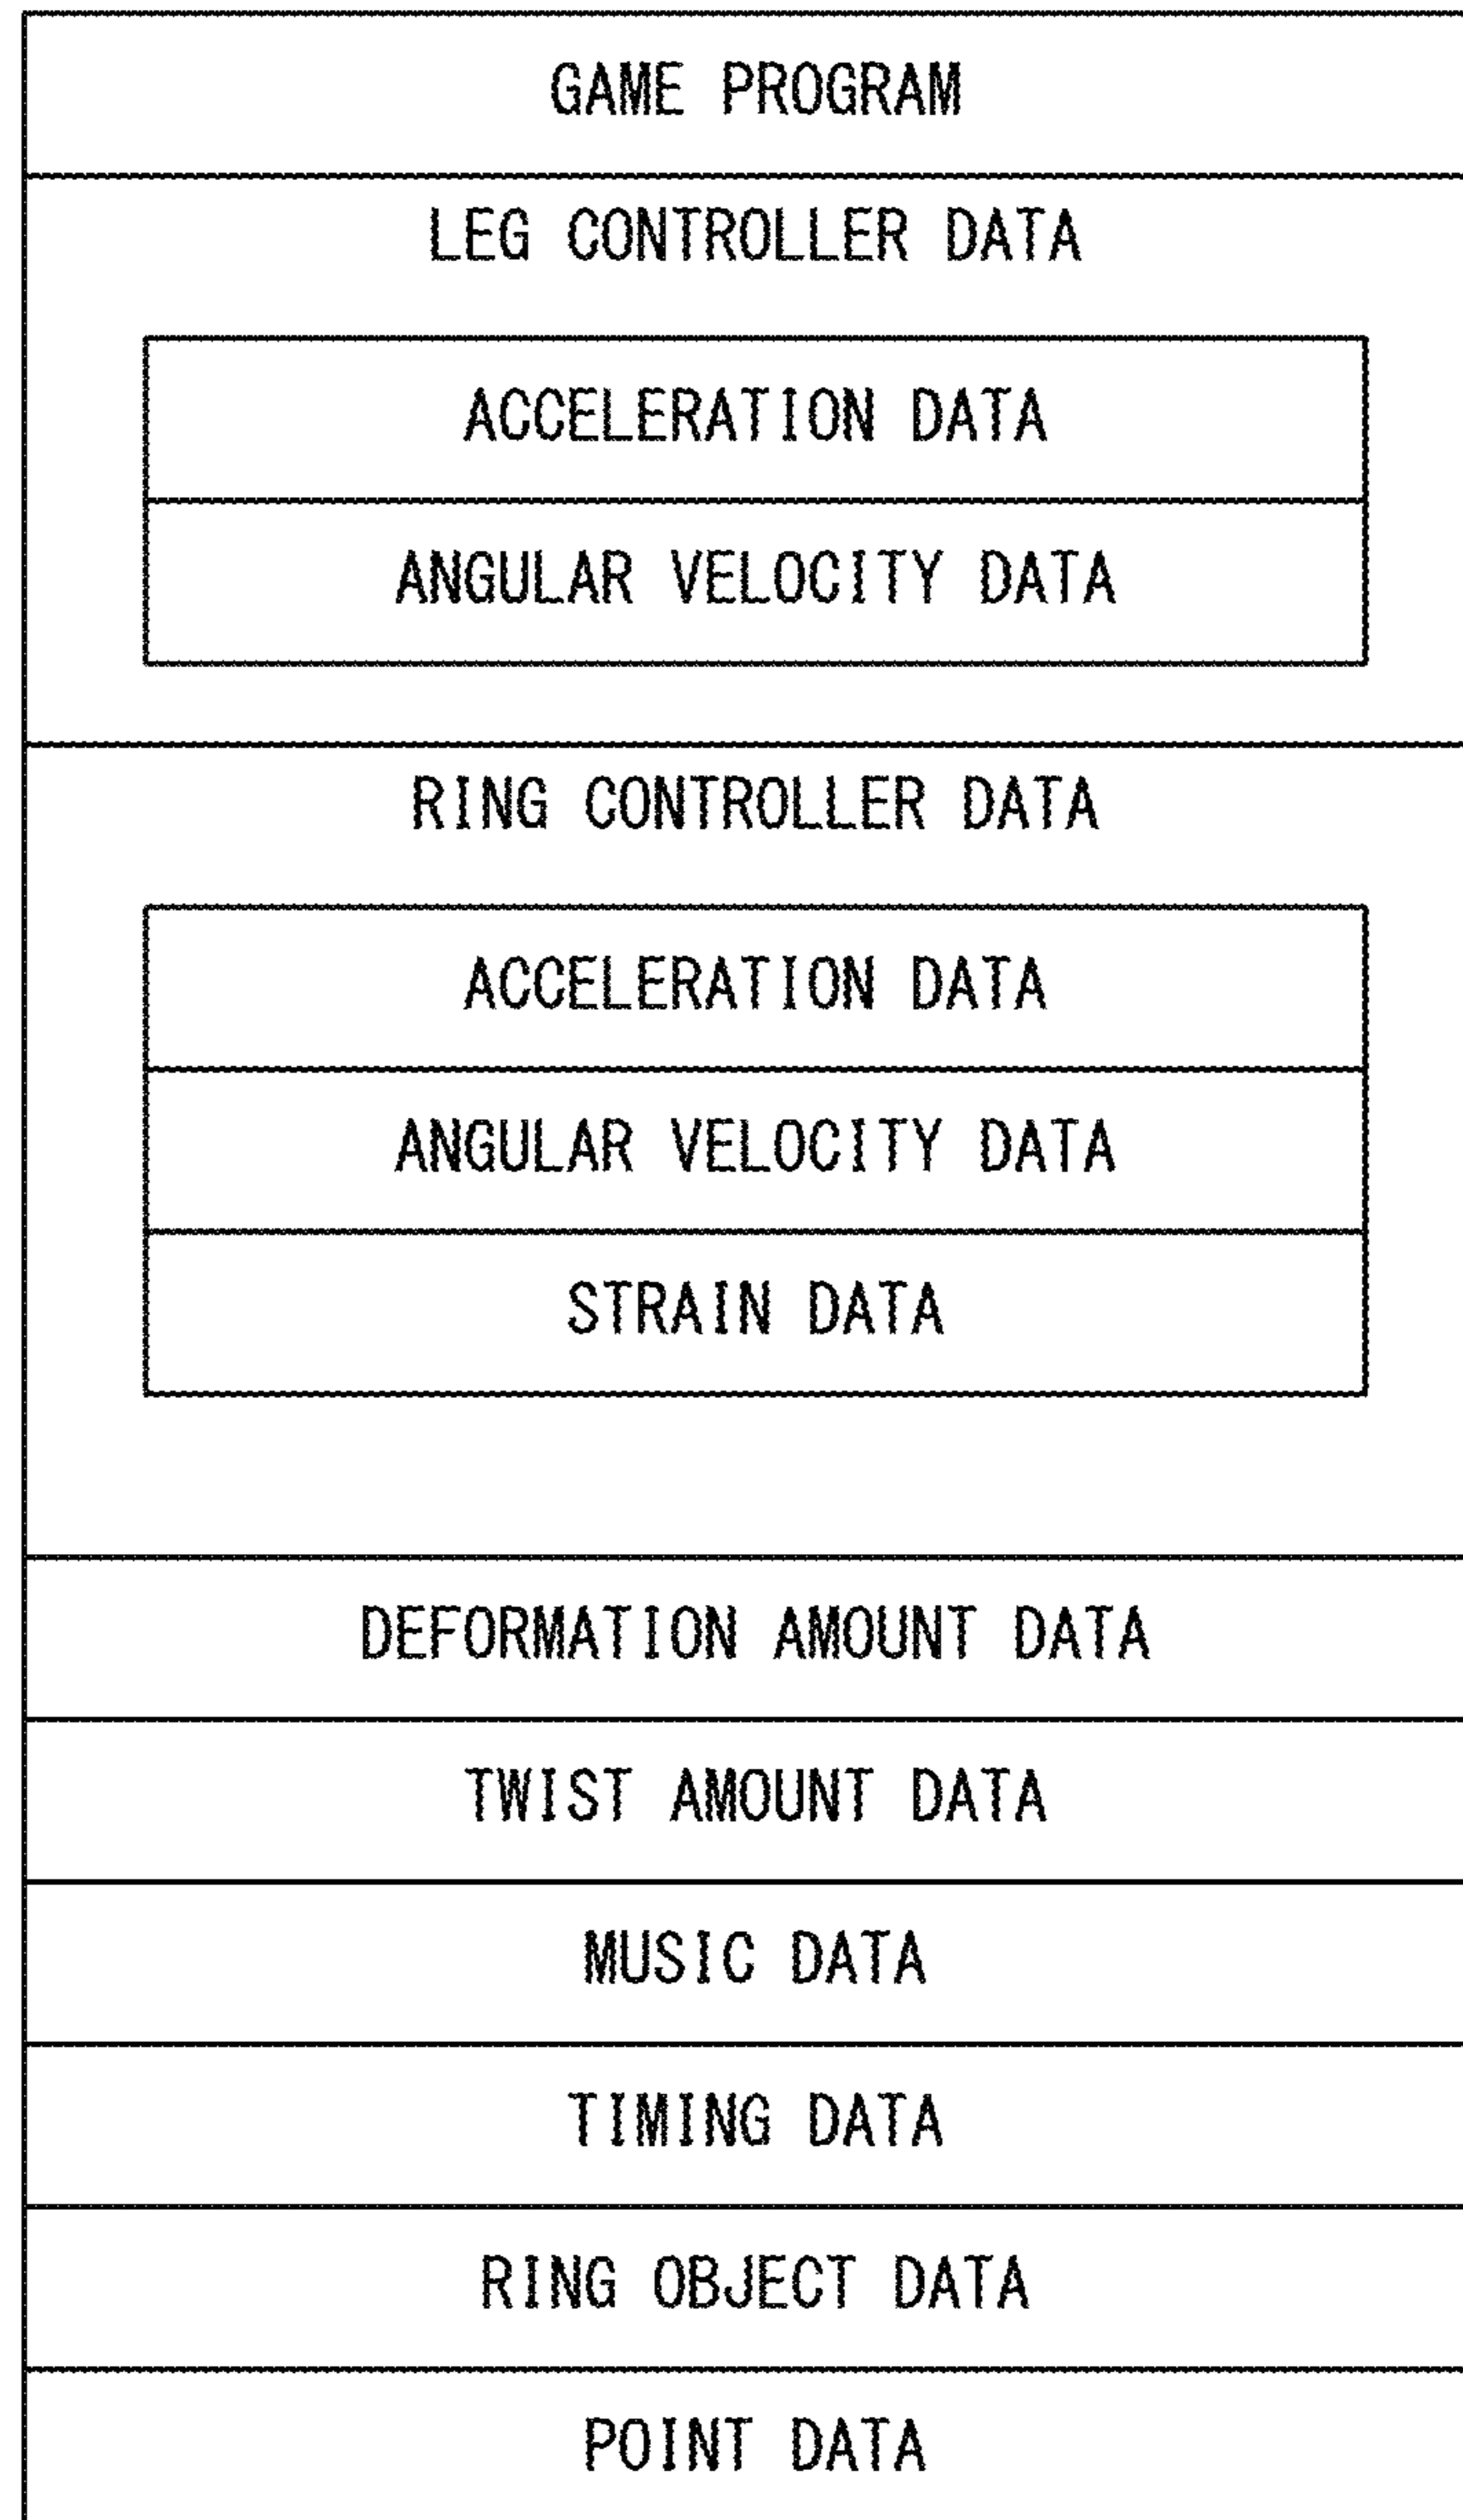 GAME PROGRAM
LEG CONTROLLER DATA
ACCELERATION DATA
ANGULAR VELOCITY DATA
RING CONTROLLER DATA
ACCELERATION DATA
ANGULAR VELOCITY DATA
STRAIN DATA
DEFORMATION AMOUNT DATA
TWIST AMOUNT DATA
MUSIC DATA
TIMING DATA
RING OBJECT DATA
POINT DATA